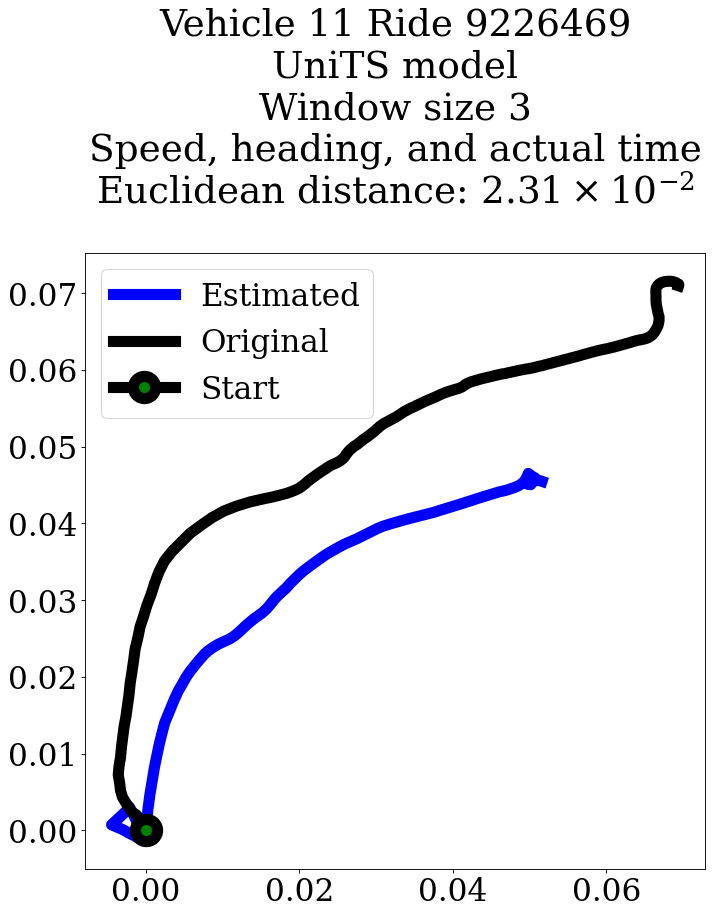 Vehicle 11 Ride 9226469
UniTS model
Window size 3
Speed, heading, and actual time
Euclidean distance: 2.31 × 10⁻²
Estimated
Original
Start
0.07
0.06
0.05
0.04
0.03
0.02
0.01
0.00
0.00 0.02 0.04 0.06